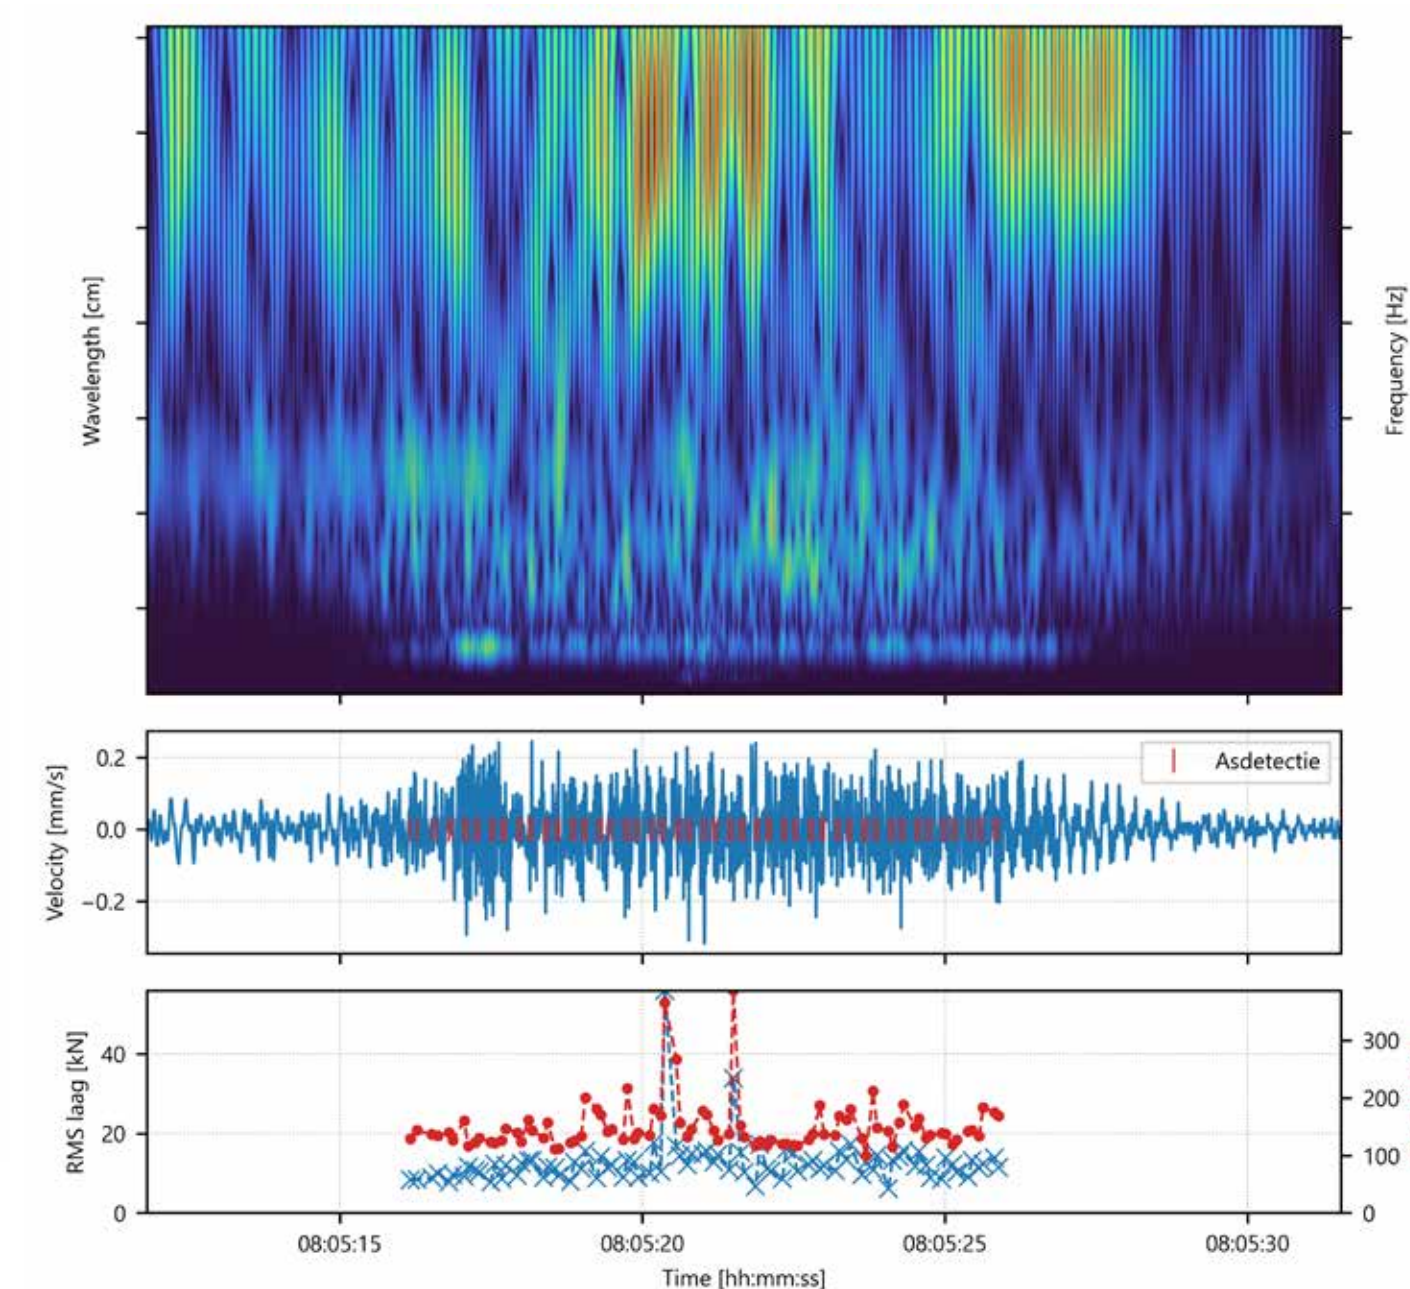 Wavelength [cm]
Frequency [Hz]
Velocity [mm/s]
0.2
0.0
−0.2
Asdetectie
RMS laag [kN]
40
20
0
300
200
100
0
08:05:15
08:05:20
08:05:25
08:05:30
Time [hh:mm:ss]